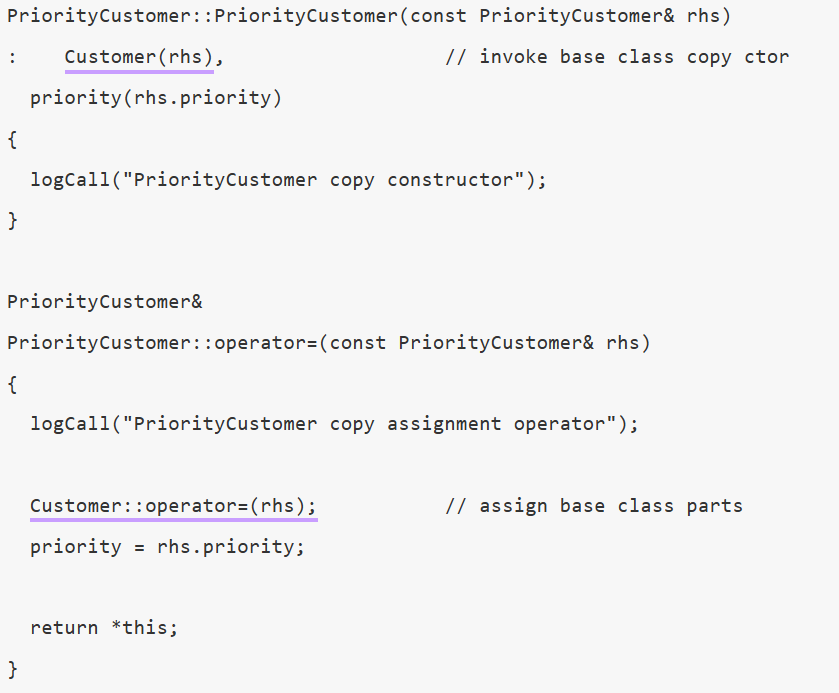 PriorityCustomer::PriorityCustomer(const PriorityCustomer& rhs)
:    Customer(rhs),                   // invoke base class copy ctor
  priority(rhs.priority)
{
  logCall("PriorityCustomer copy constructor");
}

PriorityCustomer&
PriorityCustomer::operator=(const PriorityCustomer& rhs)
{
  logCall("PriorityCustomer copy assignment operator");

  Customer::operator=(rhs);           // assign base class parts
  priority = rhs.priority;

  return *this;
}